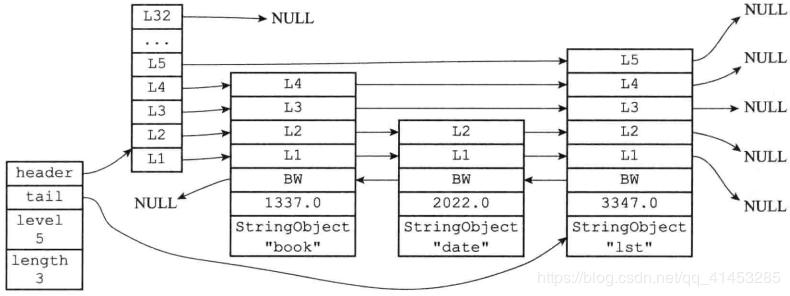 header
tail
level
5
length
3
L32
...
L5
L4
L3
L2
L1
NULL
NULL
L4
L3
L2
L1
BW
1337.0
StringObject
"book"
L2
L1
BW
2022.0
StringObject
"date"
L5
L4
L3
L2
L1
BW
3347.0
StringObject
"lst"
NULL
NULL
NULL
NULL
NULL
https://blog.csdn.net/qq_41453285